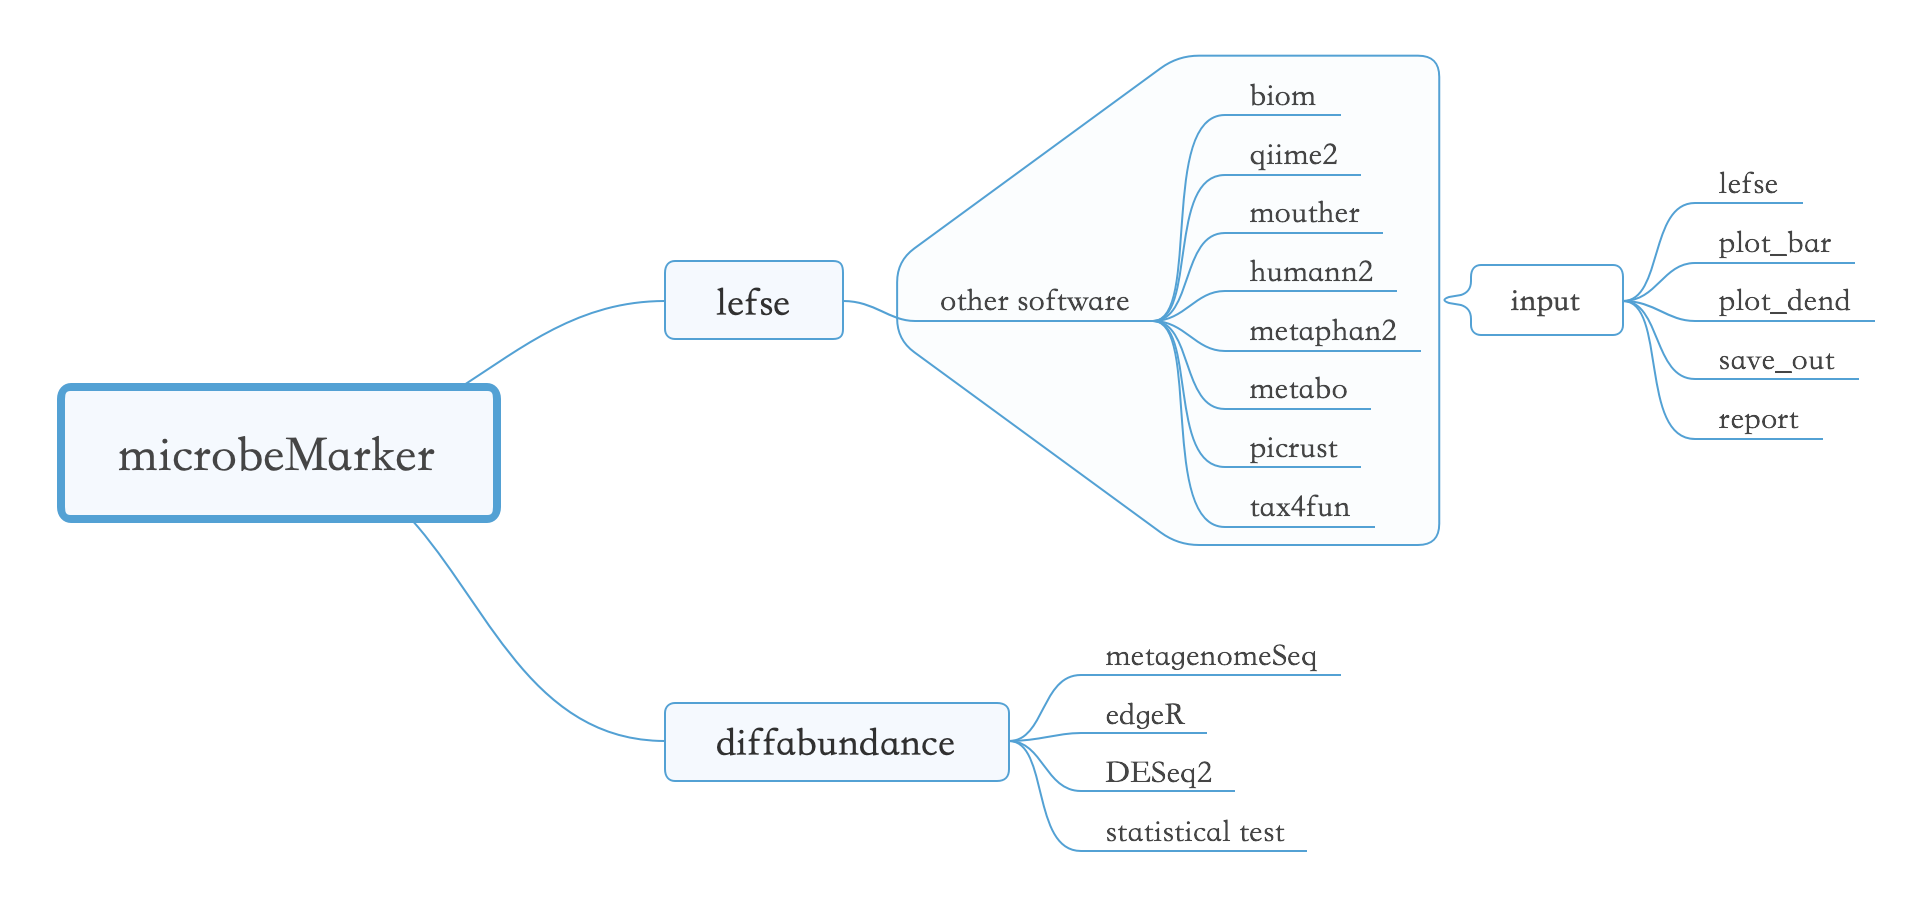 microbeMarker
lefse
other software
biom
qiime2
mouther
humann2
metaphan2
metabo
picrust
tax4fun
input
lefse
plot_bar
plot_dend
save_out
report
diffabundance
metagenomeSeq
edgeR
DESeq2
statistical test